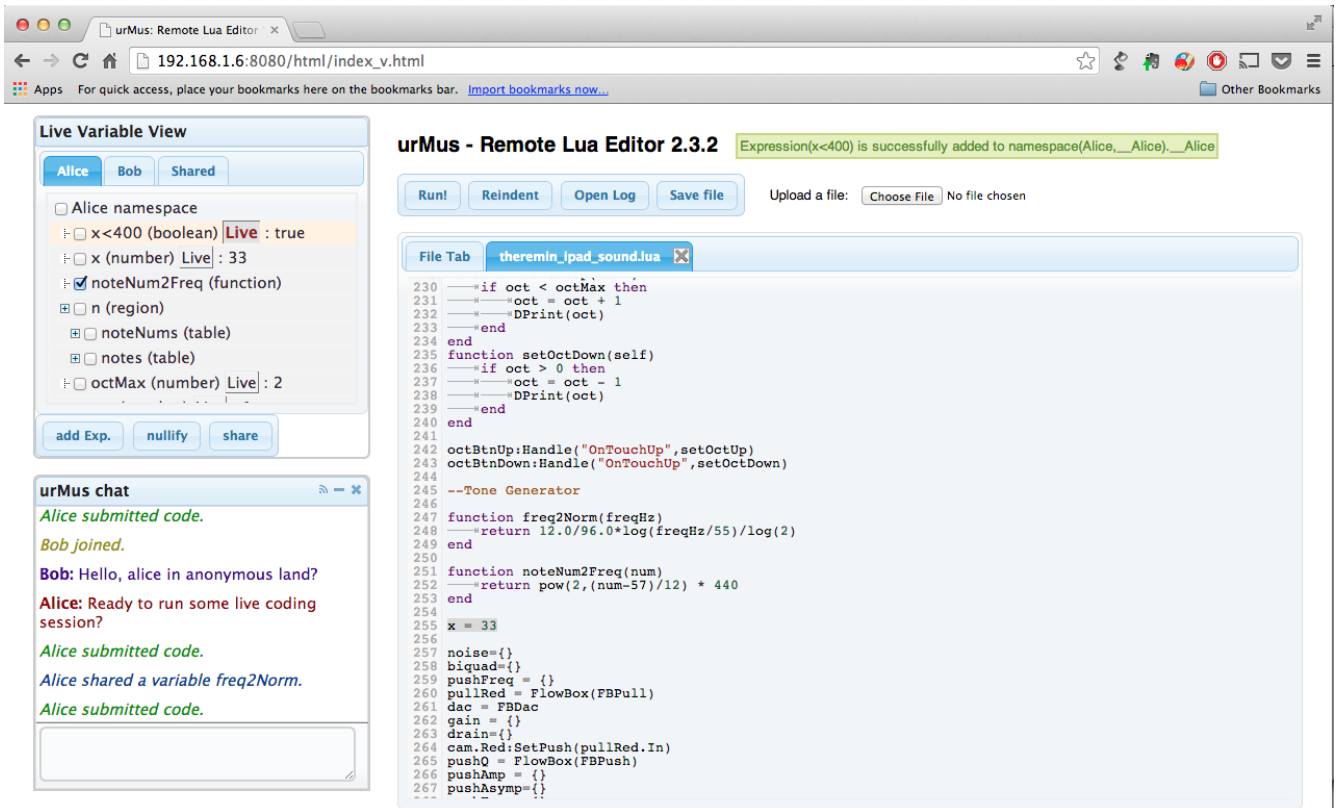 urMus: Remote Lua Editor
192.168.1.6:8080/html/index_v.html
Apps For quick access, place your bookmarks here on the bookmarks bar. Import bookmarks now... Other Bookmarks
Live Variable View
Alice Bob Shared
Alice namespace
x<400 (boolean) Live : true
x (number) Live : 33
noteNum2Freq (function)
n (region)
noteNums (table)
notes (table)
octMax (number) Live : 2
add Exp. nullify share
urMus chat
Alice submitted code.
Bob joined.
Bob: Hello, alice in anonymous land?
Alice: Ready to run some live coding
session?
Alice submitted code.
Alice shared a variable freq2Norm.
Alice submitted code.
urMus - Remote Lua Editor 2.3.2
Expression(x<400) is successfully added to namespace(Alice,__Alice).__Alice
Run! Reindent Open Log Save file Upload a file: Choose File No file chosen
File Tab theremin_ipad_sound.lua
230 if oct < octMax then
231 oct = oct + 1
232 DPrint(oct)
233 end
234 end
235 function setOctDown(self)
236 if oct > 0 then
237 oct = oct - 1
238 DPrint(oct)
239 end
240 end
241
242 octBtnUp:Handle("OnTouchUp",setOctUp)
243 octBtnDown:Handle("OnTouchUp",setOctDown)
244
245 --Tone Generator
246
247 function freq2Norm(freqHz)
248 return 12.0/96.0*log(freqHz/55)/log(2)
249 end
250
251 function noteNum2Freq(num)
252 return pow(2,(num-57)/12) * 440
253 end
254
255 x = 33
256
257 noise={}
258 biquad={}
259 pushFreq = {}
260 pullRed = FlowBox(FBPull)
261 dac = FBDac
262 gain = {}
263 drain={}
264 cam.Red:SetPush(pullRed.In)
265 pushQ = FlowBox(FBPush)
266 pushAmp = {}
267 pushAsymp={}